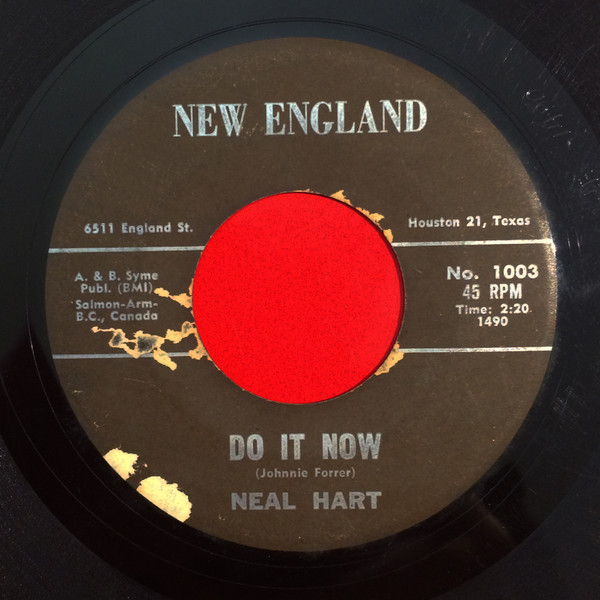 NEW ENGLAND
6511 England St.
Houston 21, Texas
A. & B. Syme
Publ. (BMI)
Salmon-Arm-
B.C., Canada
No. 1003
45 RPM
Time: 2:20
1490
DO IT NOW
(Johnnie Forrer)
NEAL HART